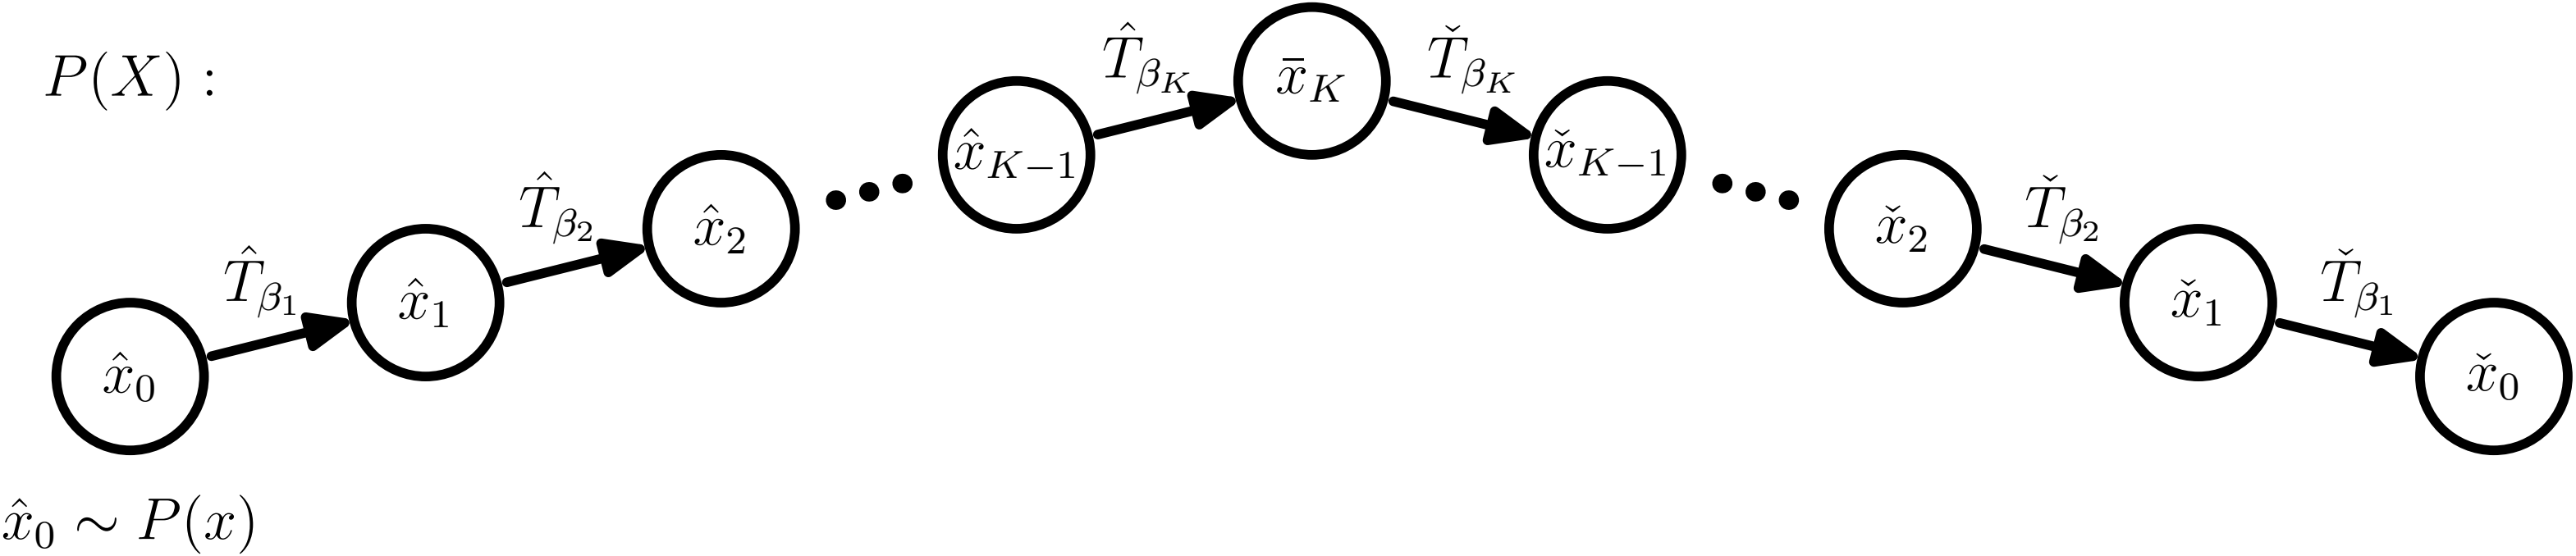 P(X) :
T̂_{β_K}
x̄_K
Ť_{β_K}
x̂_{K−1}
x̌_{K−1}
T̂_{β_2}
x̂_2
x̌_2
Ť_{β_2}
T̂_{β_1}
x̂_1
x̌_1
Ť_{β_1}
x̂_0
x̌_0
x̂_0 ∼ P(x)